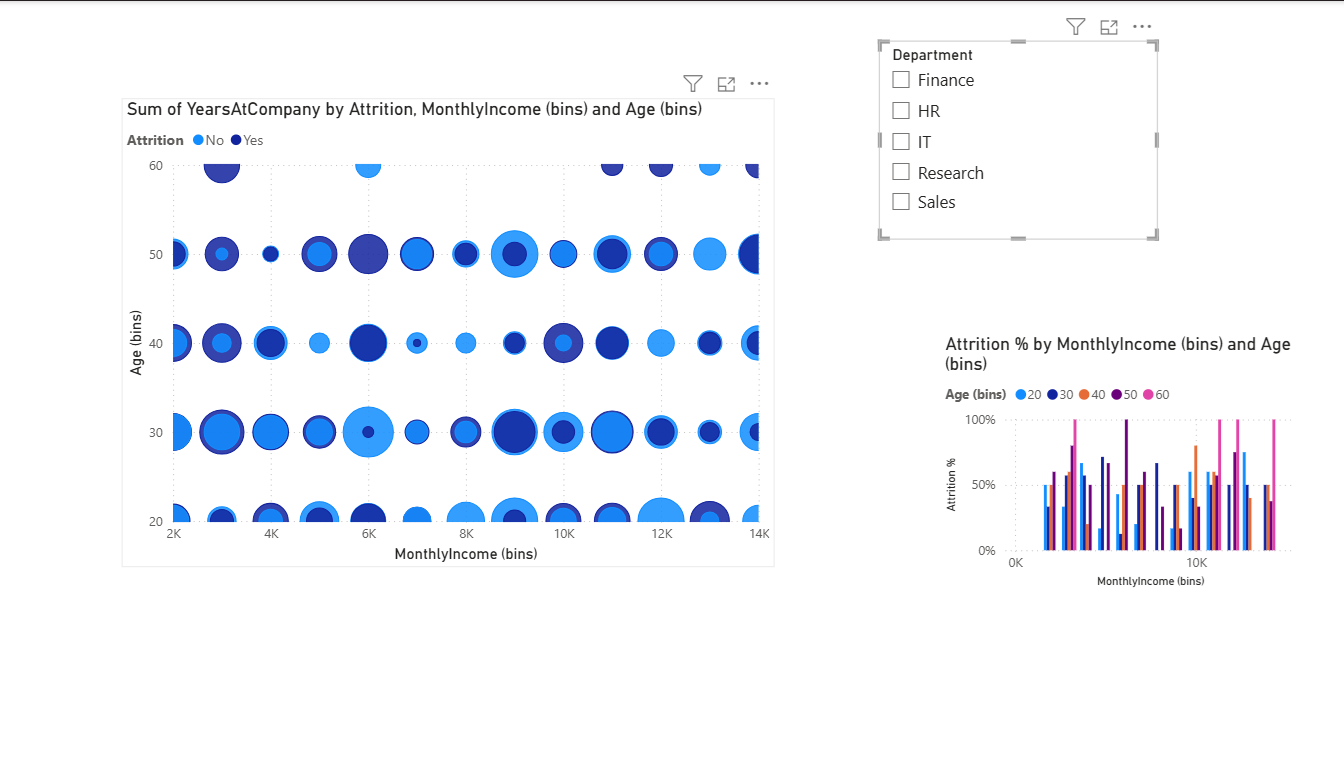 Sum of YearsAtCompany by Attrition, MonthlyIncome (bins) and Age (bins)
Attrition No Yes
Age (bins)
60
50
40
30
20
2K 4K 6K 8K 10K 12K 14K
MonthlyIncome (bins)
Department
Finance
HR
IT
Research
Sales
Attrition % by MonthlyIncome (bins) and Age
(bins)
Age (bins) 20 30 40 50 60
Attrition %
100%
50%
0%
0K 10K
MonthlyIncome (bins)